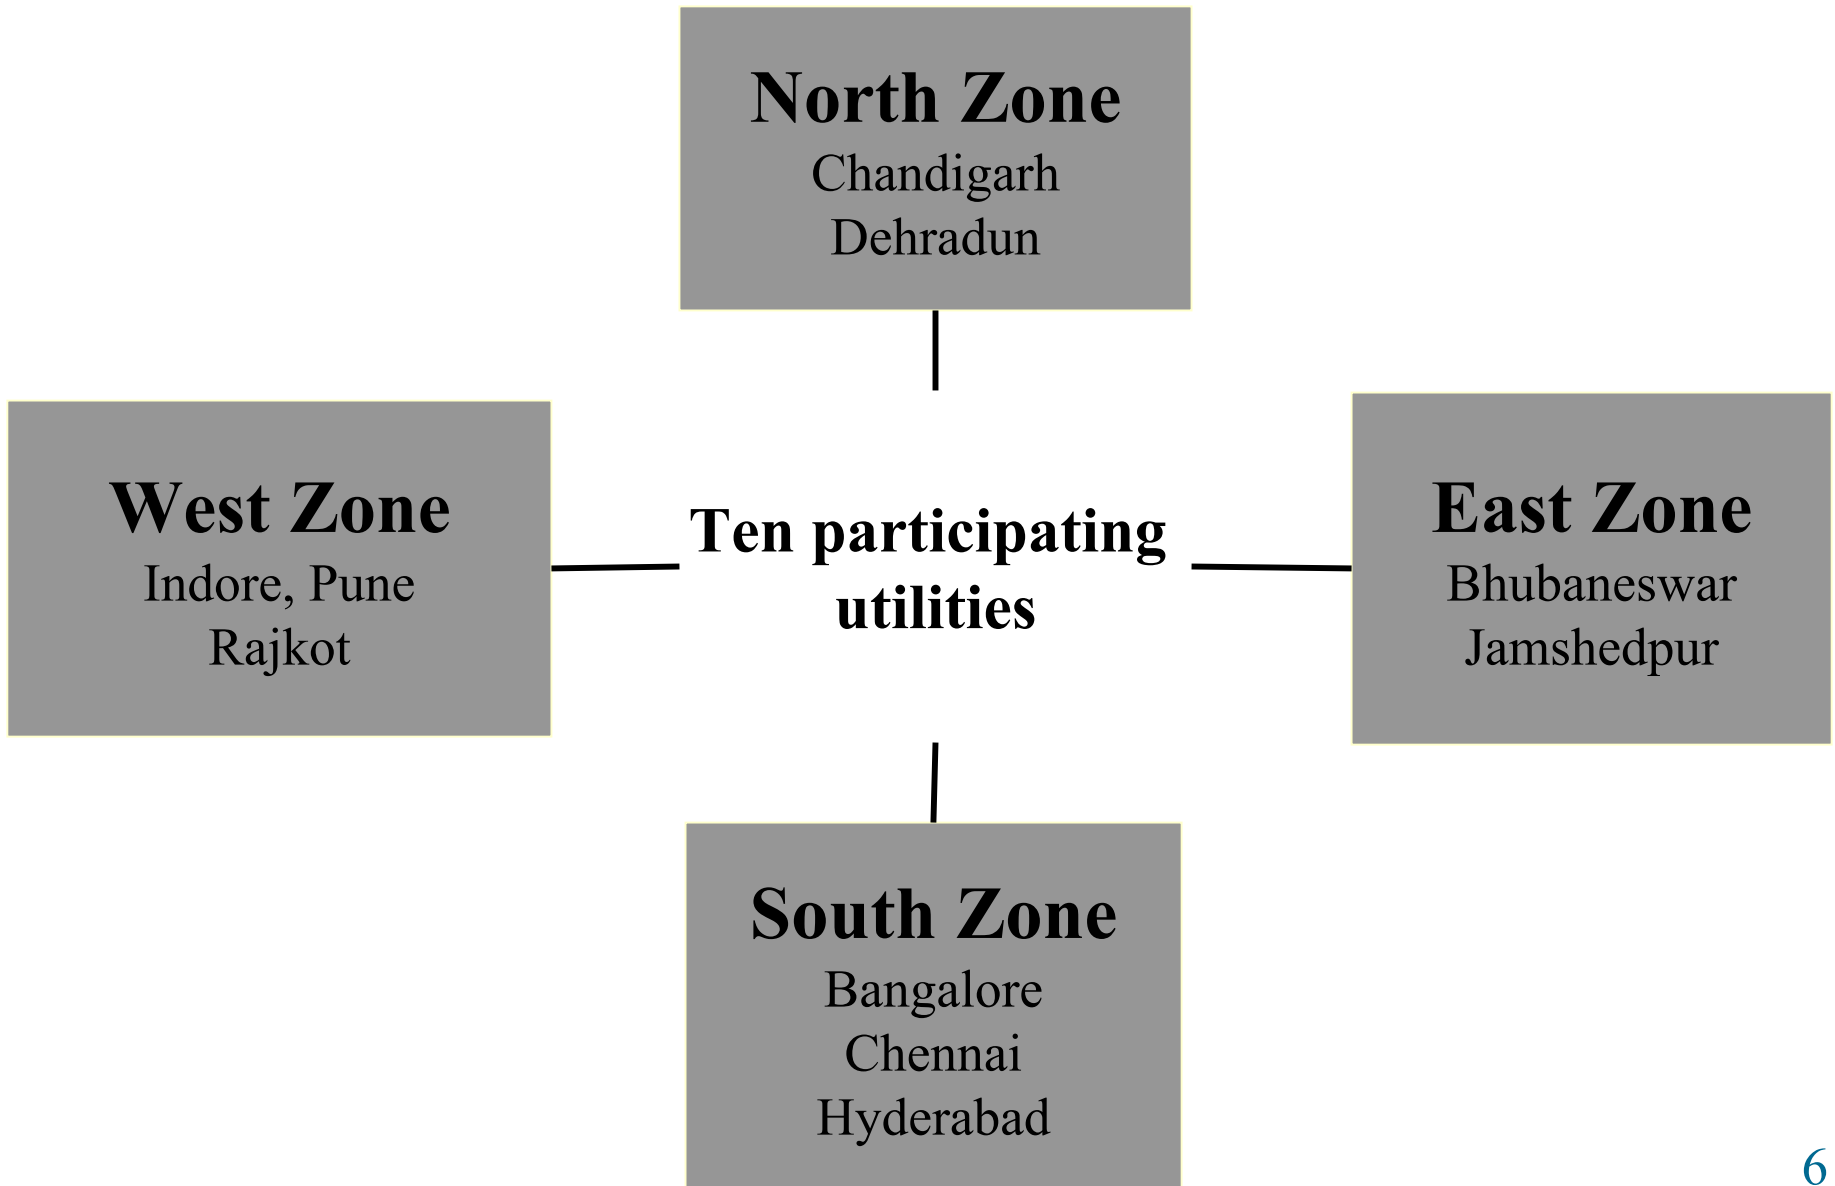 North Zone
Chandigarh
Dehradun
West Zone
Indore, Pune
Rajkot
Ten participating
utilities
East Zone
Bhubaneswar
Jamshedpur
South Zone
Bangalore
Chennai
Hyderabad
6